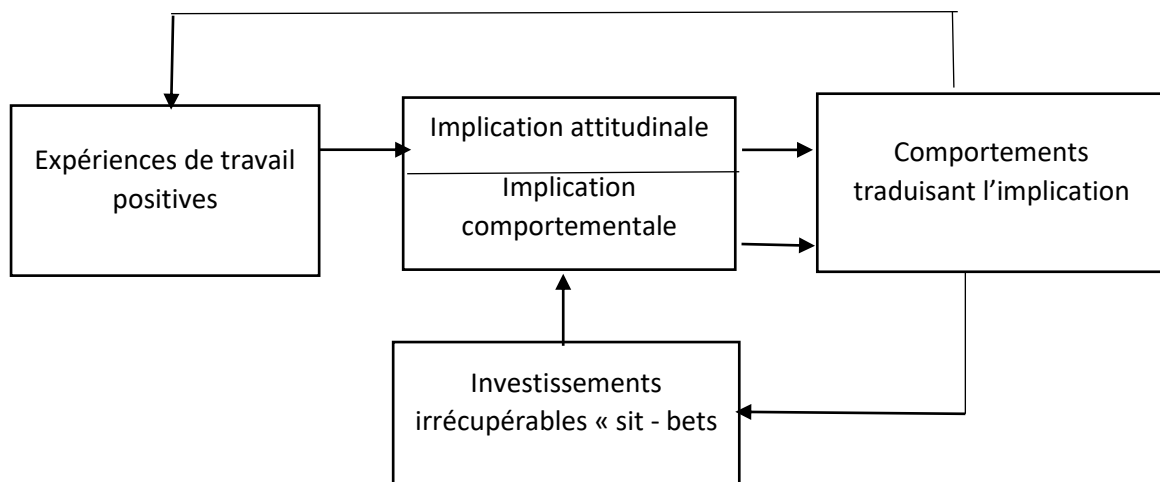 Expériences de travail
positives
Implication attitudinale
Implication
comportementale
Comportements
traduisant l’implication
Investissements
irrécupérables « sit - bets